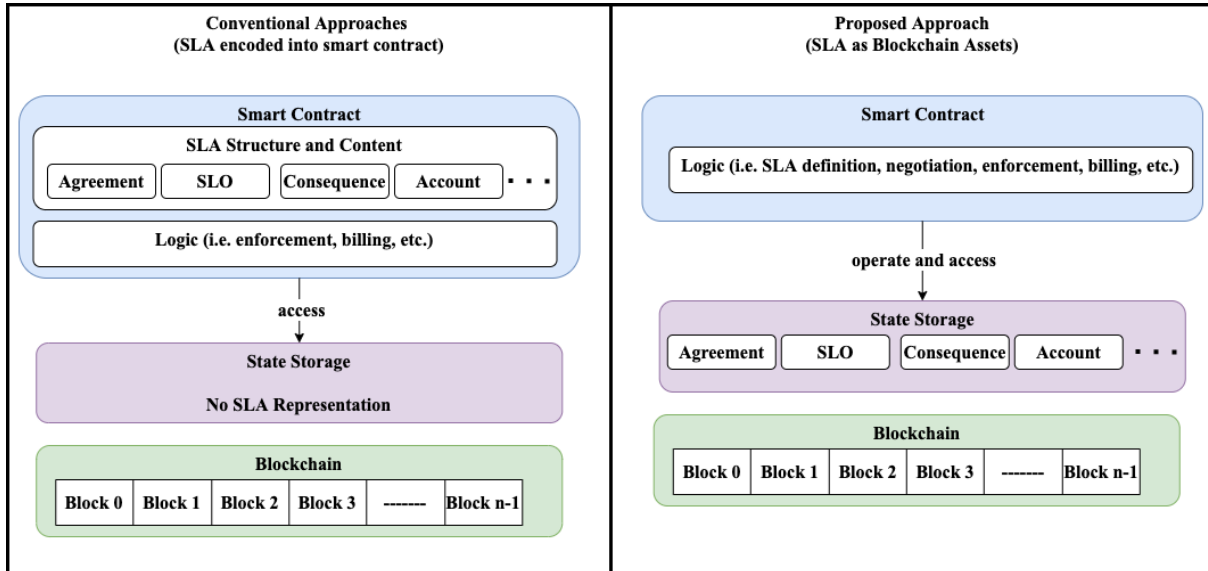 Conventional Approaches
(SLA encoded into smart contract)
Smart Contract
SLA Structure and Content
Agreement SLO Consequence Account . . .
Logic (i.e. enforcement, billing, etc.)
access
State Storage
No SLA Representation
Blockchain
Block 0 Block 1 Block 2 Block 3 ------- Block n-1
Proposed Approach
(SLA as Blockchain Assets)
Smart Contract
Logic (i.e. SLA definition, negotiation, enforcement, billing, etc.)
operate and access
State Storage
Agreement SLO Consequence Account . . .
Blockchain
Block 0 Block 1 Block 2 Block 3 ------- Block n-1